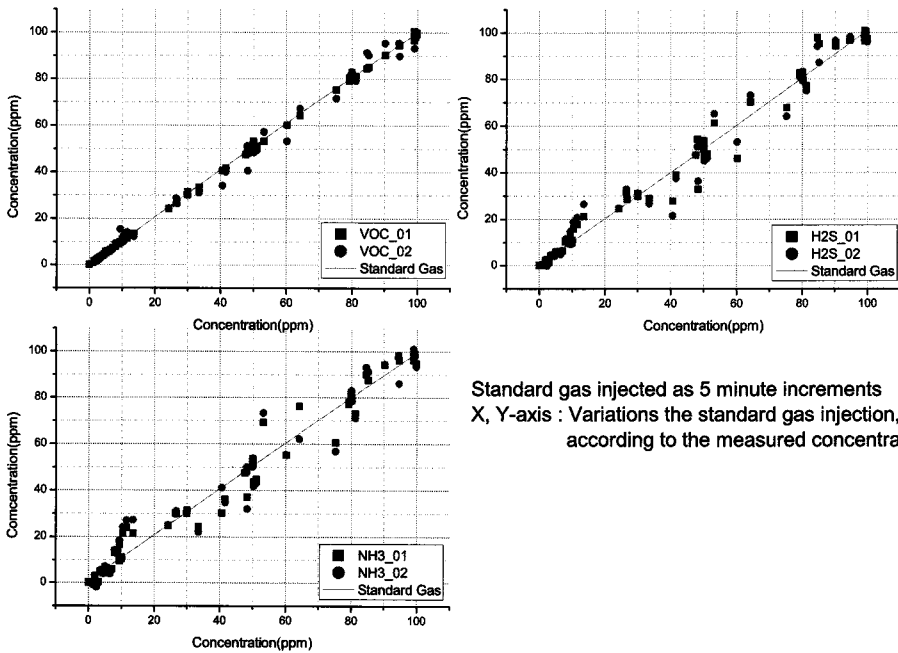 Concentration(ppm)
100
80
60
40
20
0
VOC_01
VOC_02
Standard Gas
0 20 40 60 80 100
Concentration(ppm)
Concentration(ppm)
100
80
60
40
20
0
H2S_01
H2S_02
Standard Gas
0 20 40 60 80 100
Concentration(ppm)
Comcentration(ppm)
100
80
60
40
20
0
NH3_01
NH3_02
Standard Gas
0 20 40 60 80 100
Concentration(ppm)
Standard gas injected as 5 minute increments
X, Y-axis : Variations the standard gas injection,
according to the measured concentra